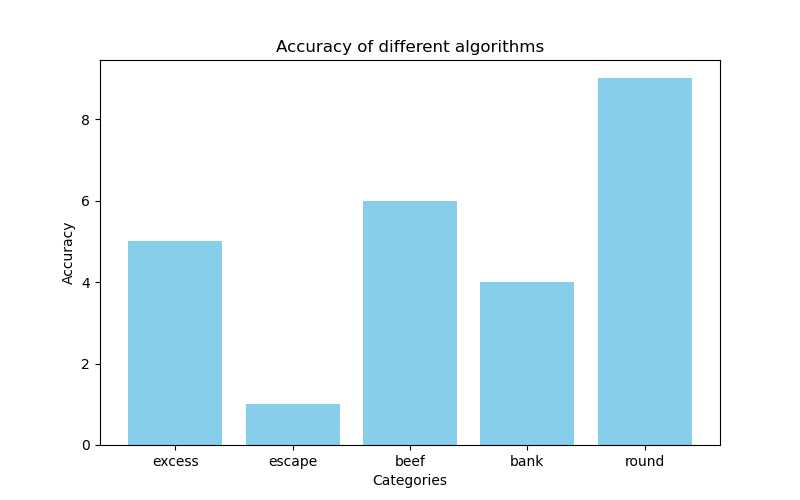 Accuracy of different algorithms
Accuracy
8
6
4
2
0
excess escape beef bank round
Categories